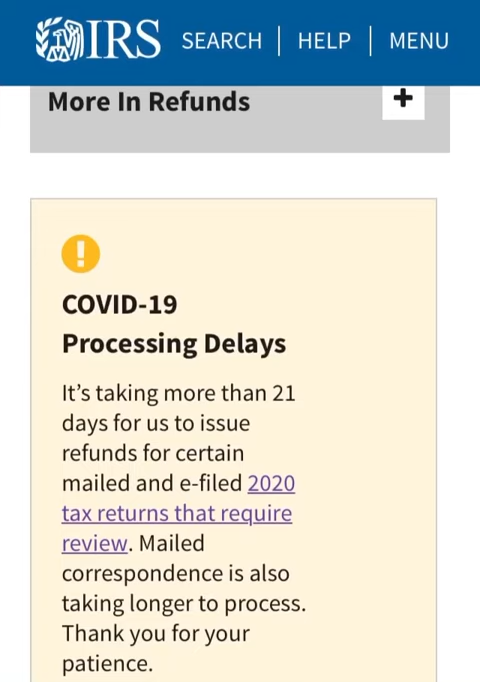 IRS SEARCH | HELP | MENU
More In Refunds +
!
COVID-19
Processing Delays
It’s taking more than 21
days for us to issue
refunds for certain
mailed and e-filed 2020
tax returns that require
review. Mailed
correspondence is also
taking longer to process.
Thank you for your
patience.